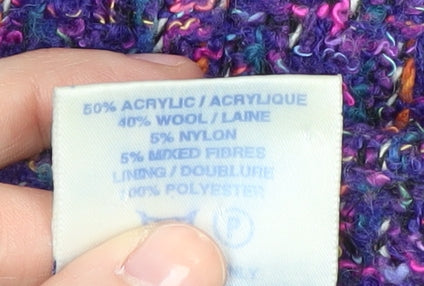 50% ACRYLIC / ACRYLIQUE
40% WOOL / LAINE
5% NYLON
5% MIXED FIBRES
LINING / DOUBLURE
100% POLYESTER
P